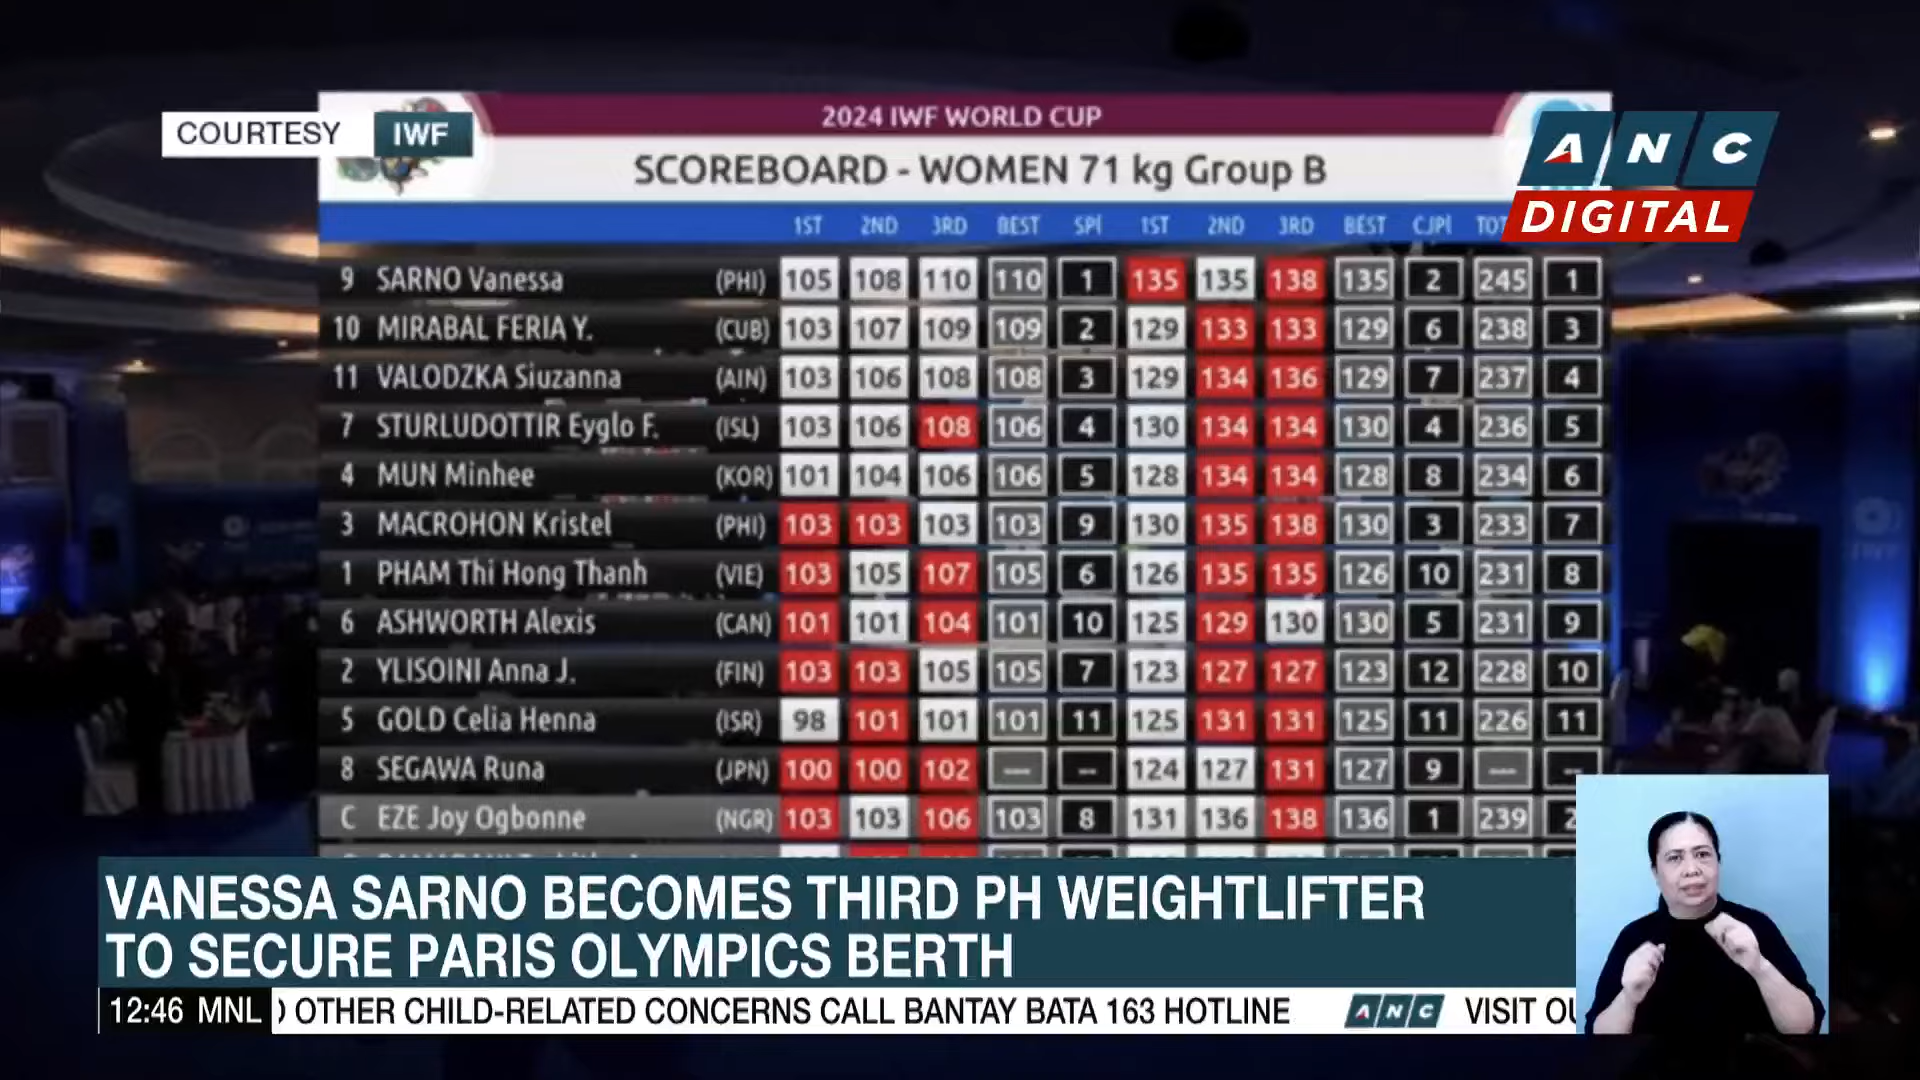 COURTESY IWF
2024 IWF WORLD CUP
SCOREBOARD - WOMEN 71 kg Group B
ANC
DIGITAL
1ST 2ND 3RD BEST SPl 1ST 2ND 3RD BEST CJPl
9 SARNO Vanessa (PHI) 105 108 110 110 1 135 135 138 135 2 245 1
10 MIRABAL FERIA Y. (CUB) 103 107 109 109 2 129 133 133 129 6 238 3
11 VALODZKA Siuzanna (AIN) 103 106 108 108 3 129 134 136 129 7 237 4
7 STURLUDOTTIR Eyglo F. (ISL) 103 106 108 106 4 130 134 134 130 4 236 5
4 MUN Minhee (KOR) 101 104 106 106 5 128 134 134 128 8 234 6
3 MACROHON Kristel (PHI) 103 103 103 103 9 130 135 138 130 3 233 7
1 PHAM Thi Hong Thanh (VIE) 103 105 107 105 6 126 135 135 126 10 231 8
6 ASHWORTH Alexis (CAN) 101 101 104 101 10 125 129 130 130 5 231 9
2 YLISOINI Anna J. (FIN) 103 103 105 105 7 123 127 127 123 12 228 10
5 GOLD Celia Henna (ISR) 98 101 101 101 11 125 131 131 125 11 226 11
8 SEGAWA Runa (JPN) 100 100 102 --- -- 124 127 131 127 9 --- --
C EZE Joy Ogbonne (NGR) 103 103 106 103 8 131 136 138 136 1 239 2
VANESSA SARNO BECOMES THIRD PH WEIGHTLIFTER
TO SECURE PARIS OLYMPICS BERTH
12:46 MNL OTHER CHILD-RELATED CONCERNS CALL BANTAY BATA 163 HOTLINE ANC VISIT